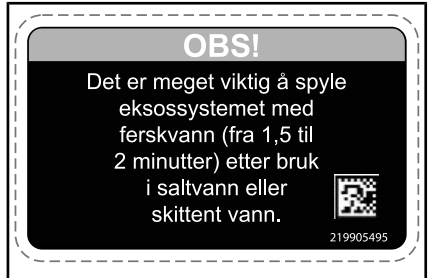 OBS!
Det er meget viktig å spyle
eksossystemet med
ferskvann (fra 1,5 til
2 minutter) etter bruk
i saltvann eller
skittent vann.
219905495